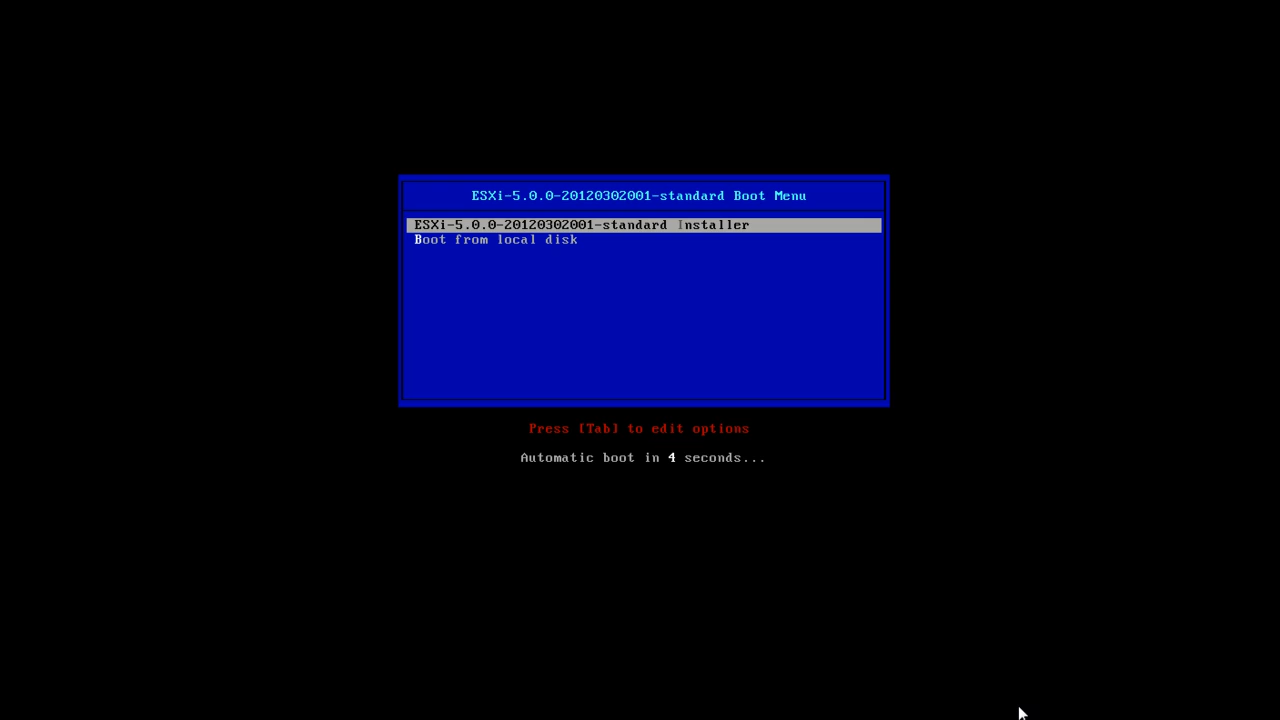 ESXi-5.0.0-20120302001-standard Boot Menu
ESXi-5.0.0-20120302001-standard Installer
Boot from local disk
Press [Tab] to edit options
Automatic boot in 4 seconds...